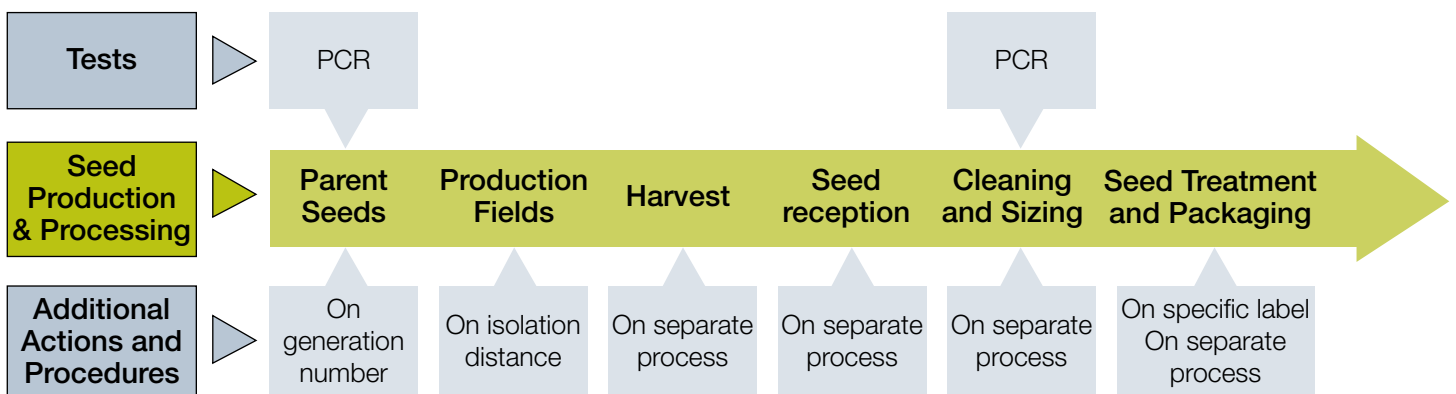 Tests
PCR
PCR
Seed
Production
& Processing
Parent
Seeds
Production
Fields
Harvest
Seed
reception
Cleaning
and Sizing
Seed Treatment
and Packaging
Additional
Actions and
Procedures
On
generation
number
On isolation
distance
On separate
process
On separate
process
On separate
process
On specific label
On separate
process